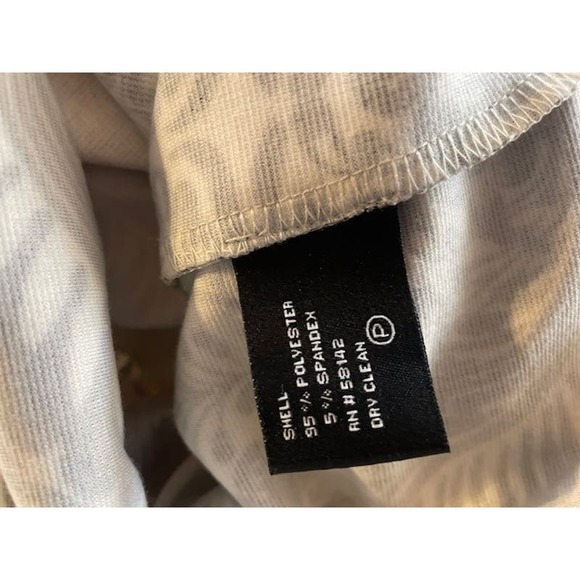 SHELL
95 % POLYESTER
5 % SPANDEX
RN # 58142
DRY CLEAN P